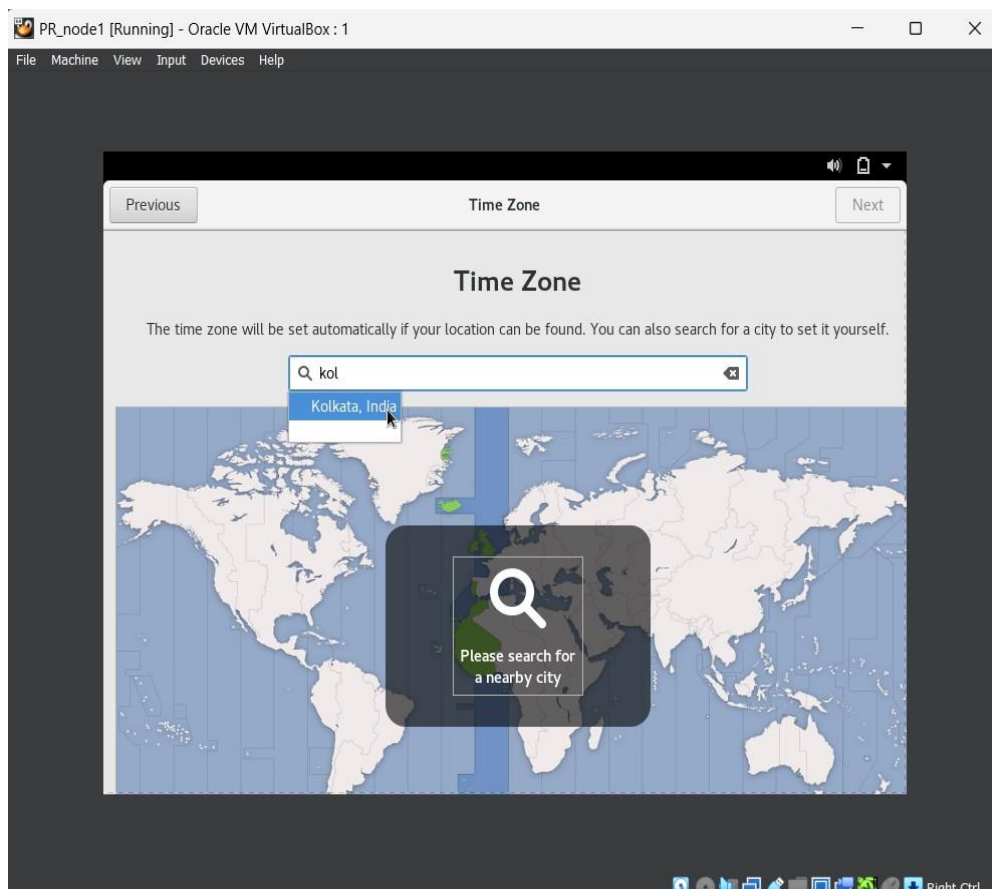 PR_node1 [Running] - Oracle VM VirtualBox : 1
File Machine View Input Devices Help
Previous Time Zone Next
Time Zone
The time zone will be set automatically if your location can be found. You can also search for a city to set it yourself.
kol
Kolkata, India
Please search for
a nearby city
Right Ctrl